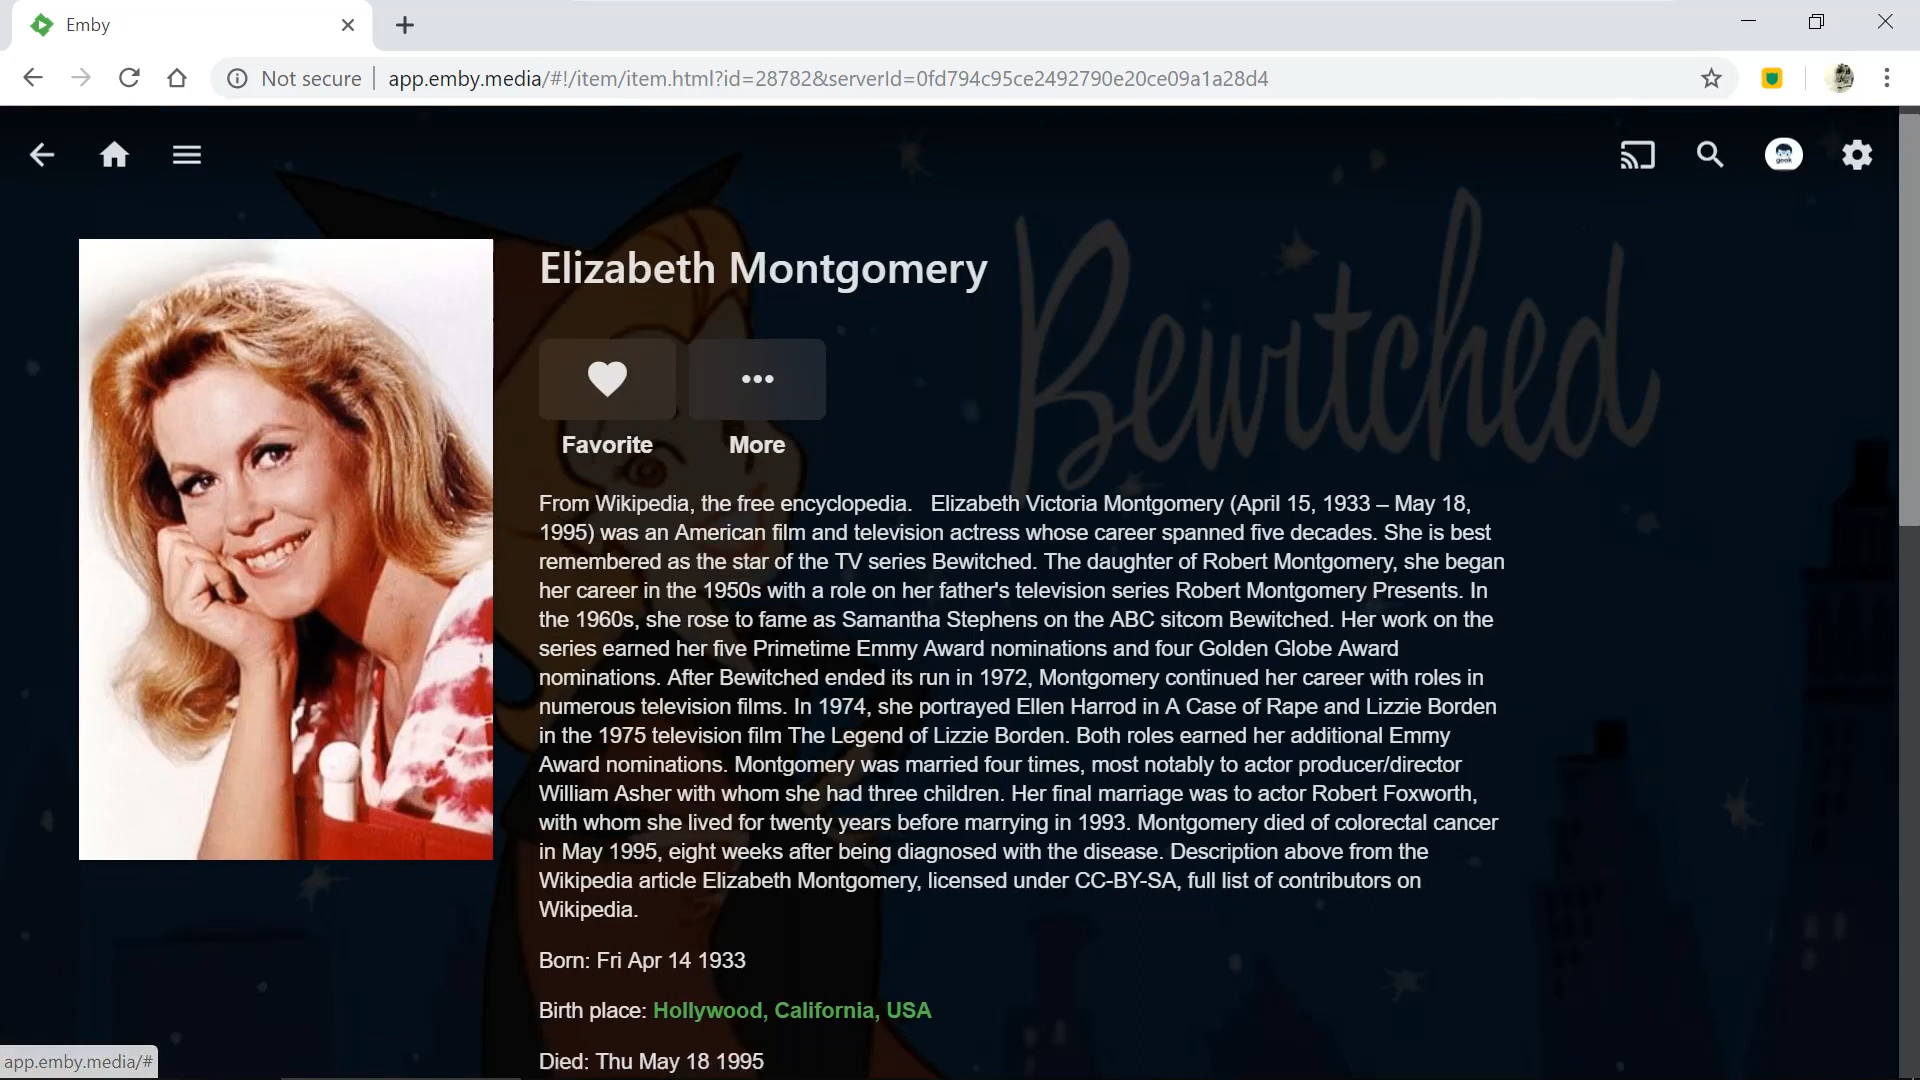 Emby
Not secure
app.emby.media/#!/item/item.html?id=28782&serverId=0fd794c95ce2492790e20ce09a1a28d4
geek
Bewitched
Elizabeth Montgomery
Favorite
More
From Wikipedia, the free encyclopedia.   Elizabeth Victoria Montgomery (April 15, 1933 – May 18,
1995) was an American film and television actress whose career spanned five decades. She is best
remembered as the star of the TV series Bewitched. The daughter of Robert Montgomery, she began
her career in the 1950s with a role on her father's television series Robert Montgomery Presents. In
the 1960s, she rose to fame as Samantha Stephens on the ABC sitcom Bewitched. Her work on the
series earned her five Primetime Emmy Award nominations and four Golden Globe Award
nominations. After Bewitched ended its run in 1972, Montgomery continued her career with roles in
numerous television films. In 1974, she portrayed Ellen Harrod in A Case of Rape and Lizzie Borden
in the 1975 television film The Legend of Lizzie Borden. Both roles earned her additional Emmy
Award nominations. Montgomery was married four times, most notably to actor producer/director
William Asher with whom she had three children. Her final marriage was to actor Robert Foxworth,
with whom she lived for twenty years before marrying in 1993. Montgomery died of colorectal cancer
in May 1995, eight weeks after being diagnosed with the disease. Description above from the
Wikipedia article Elizabeth Montgomery, licensed under CC-BY-SA, full list of contributors on
Wikipedia.
Born: Fri Apr 14 1933
Birth place: Hollywood, California, USA
Died: Thu May 18 1995
app.emby.media/#